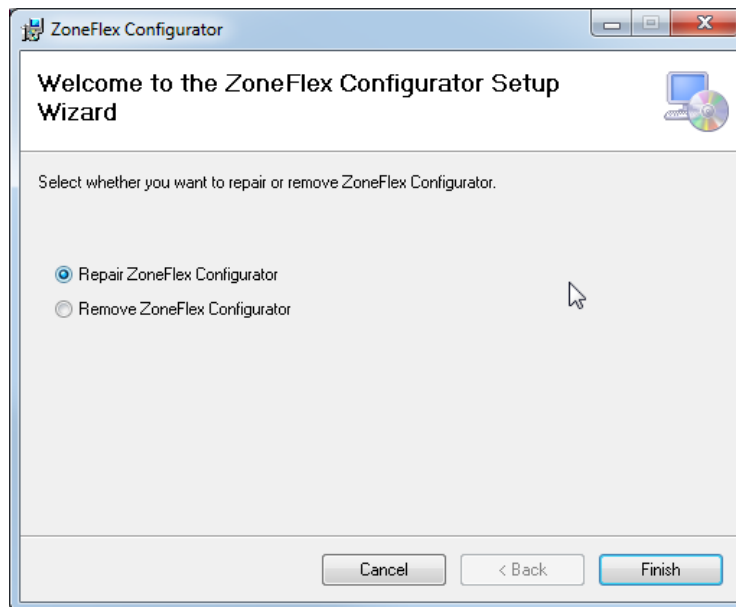 ZoneFlex Configurator
Welcome to the ZoneFlex Configurator Setup
Wizard
Select whether you want to repair or remove ZoneFlex Configurator.
Repair ZoneFlex Configurator
Remove ZoneFlex Configurator
Cancel
< Back
Finish